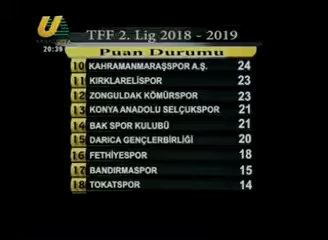 TFF 2. Lig 2018 - 2019
20:39
Puan Durumu
10 KAHRAMANMARAŞSPOR A.Ş. 24
11 KIRKLARELİSPOR 23
12 ZONGULDAK KÖMÜRSPOR 23
13 KONYA ANADOLU SELÇUKSPOR 21
14 BAK SPOR KULUBÜ 21
15 DARICA GENÇLERBİRLİĞİ 20
16 FETHİYESPOR 18
17 BANDIRMASPOR 15
18 TOKATSPOR 14